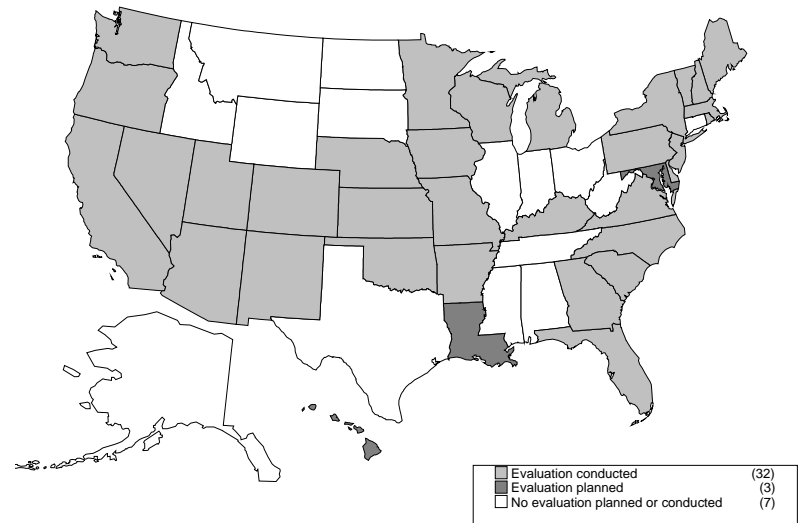 Evaluation conducted (32)
Evaluation planned (3)
No evaluation planned or conducted (7)